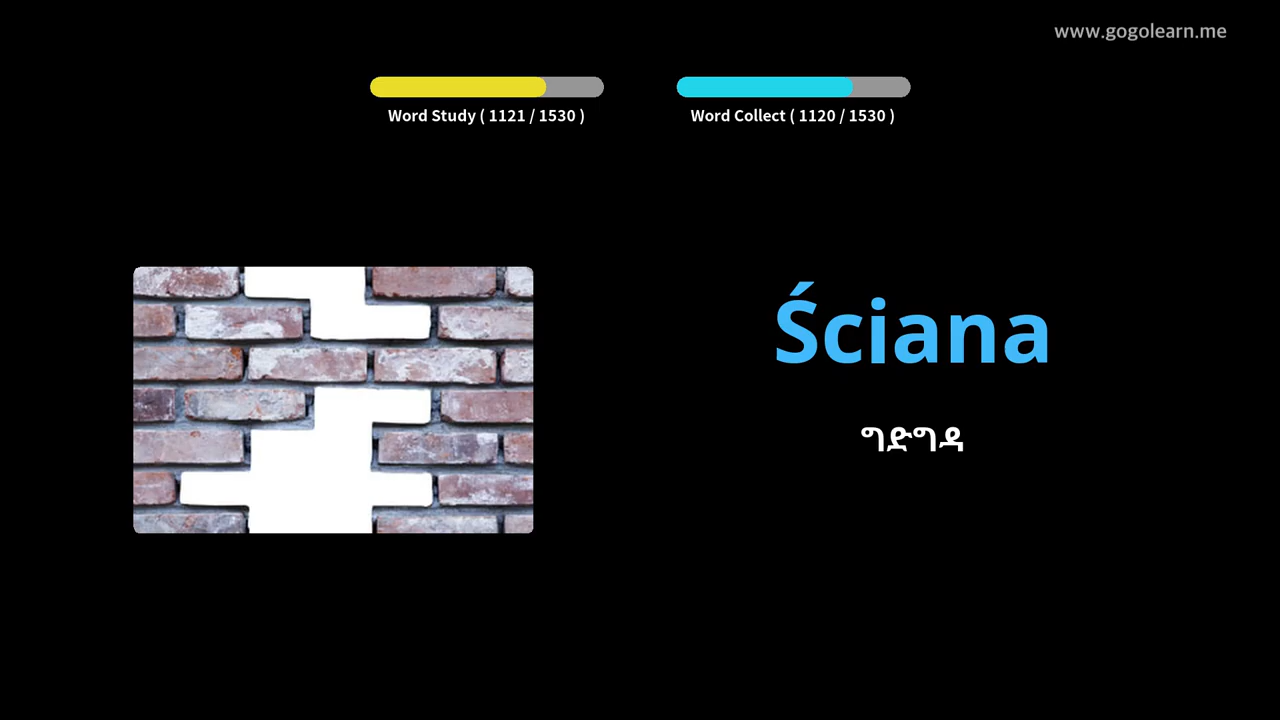 www.gogolearn.me
Word Study ( 1121 / 1530 )
Word Collect ( 1120 / 1530 )
Ściana
ግድግዳ